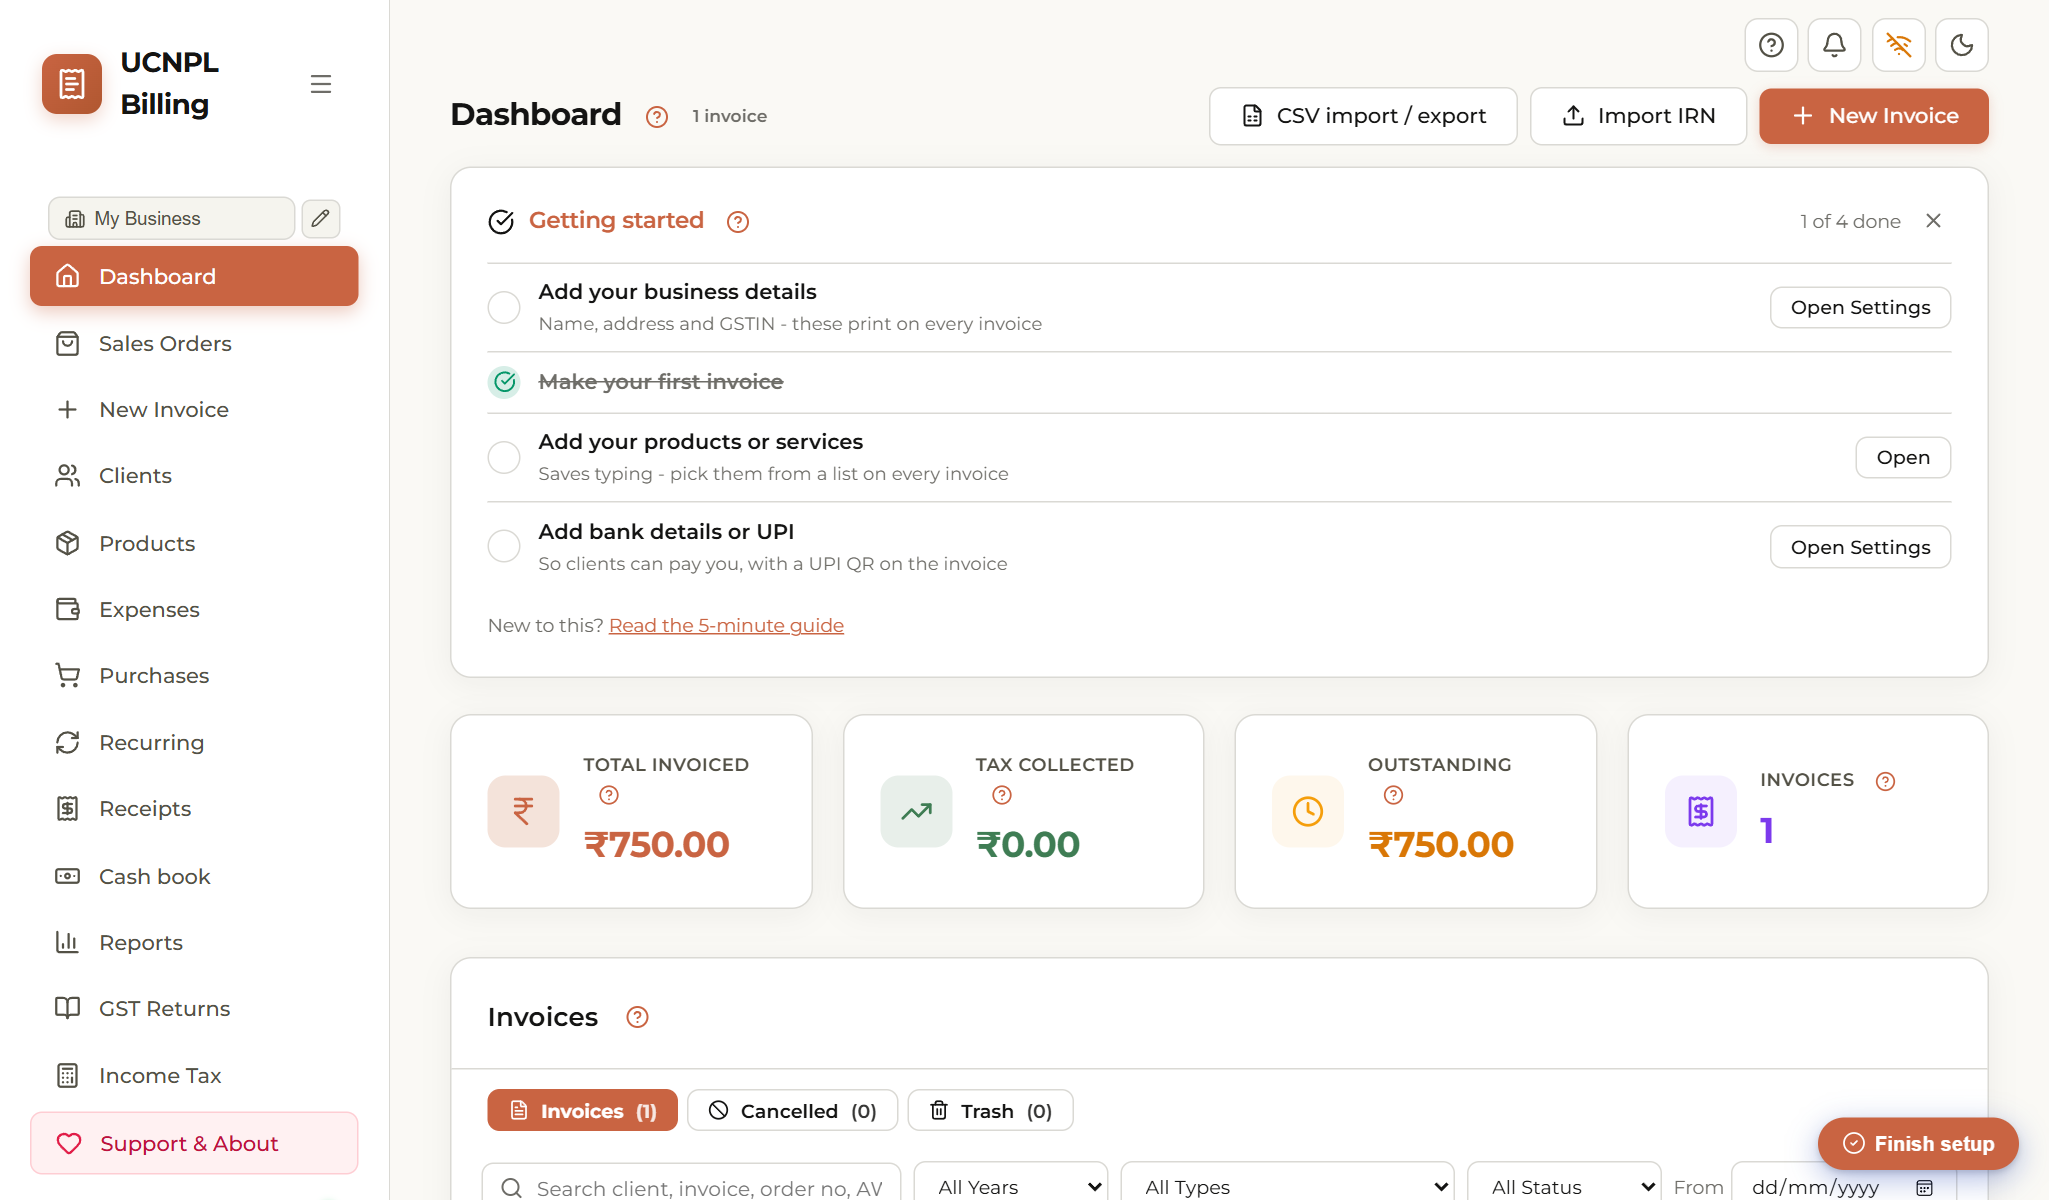 UCNPL
Billing
My Business
Dashboard
Sales Orders
New Invoice
Clients
Products
Expenses
Purchases
Recurring
Receipts
Cash book
Reports
GST Returns
Income Tax
Support & About
Dashboard
1 invoice
CSV import / export
Import IRN
New Invoice
Getting started
1 of 4 done
Add your business details
Name, address and GSTIN - these print on every invoice
Open Settings
Make your first invoice
Add your products or services
Saves typing - pick them from a list on every invoice
Open
Add bank details or UPI
So clients can pay you, with a UPI QR on the invoice
Open Settings
New to this? Read the 5-minute guide
TOTAL INVOICED
₹750.00
TAX COLLECTED
₹0.00
OUTSTANDING
₹750.00
INVOICES
1
Invoices
Invoices (1)
Cancelled (0)
Trash (0)
Finish setup
Search client, invoice, order no, AV
All Years
All Types
All Status
From
dd/mm/yyyy